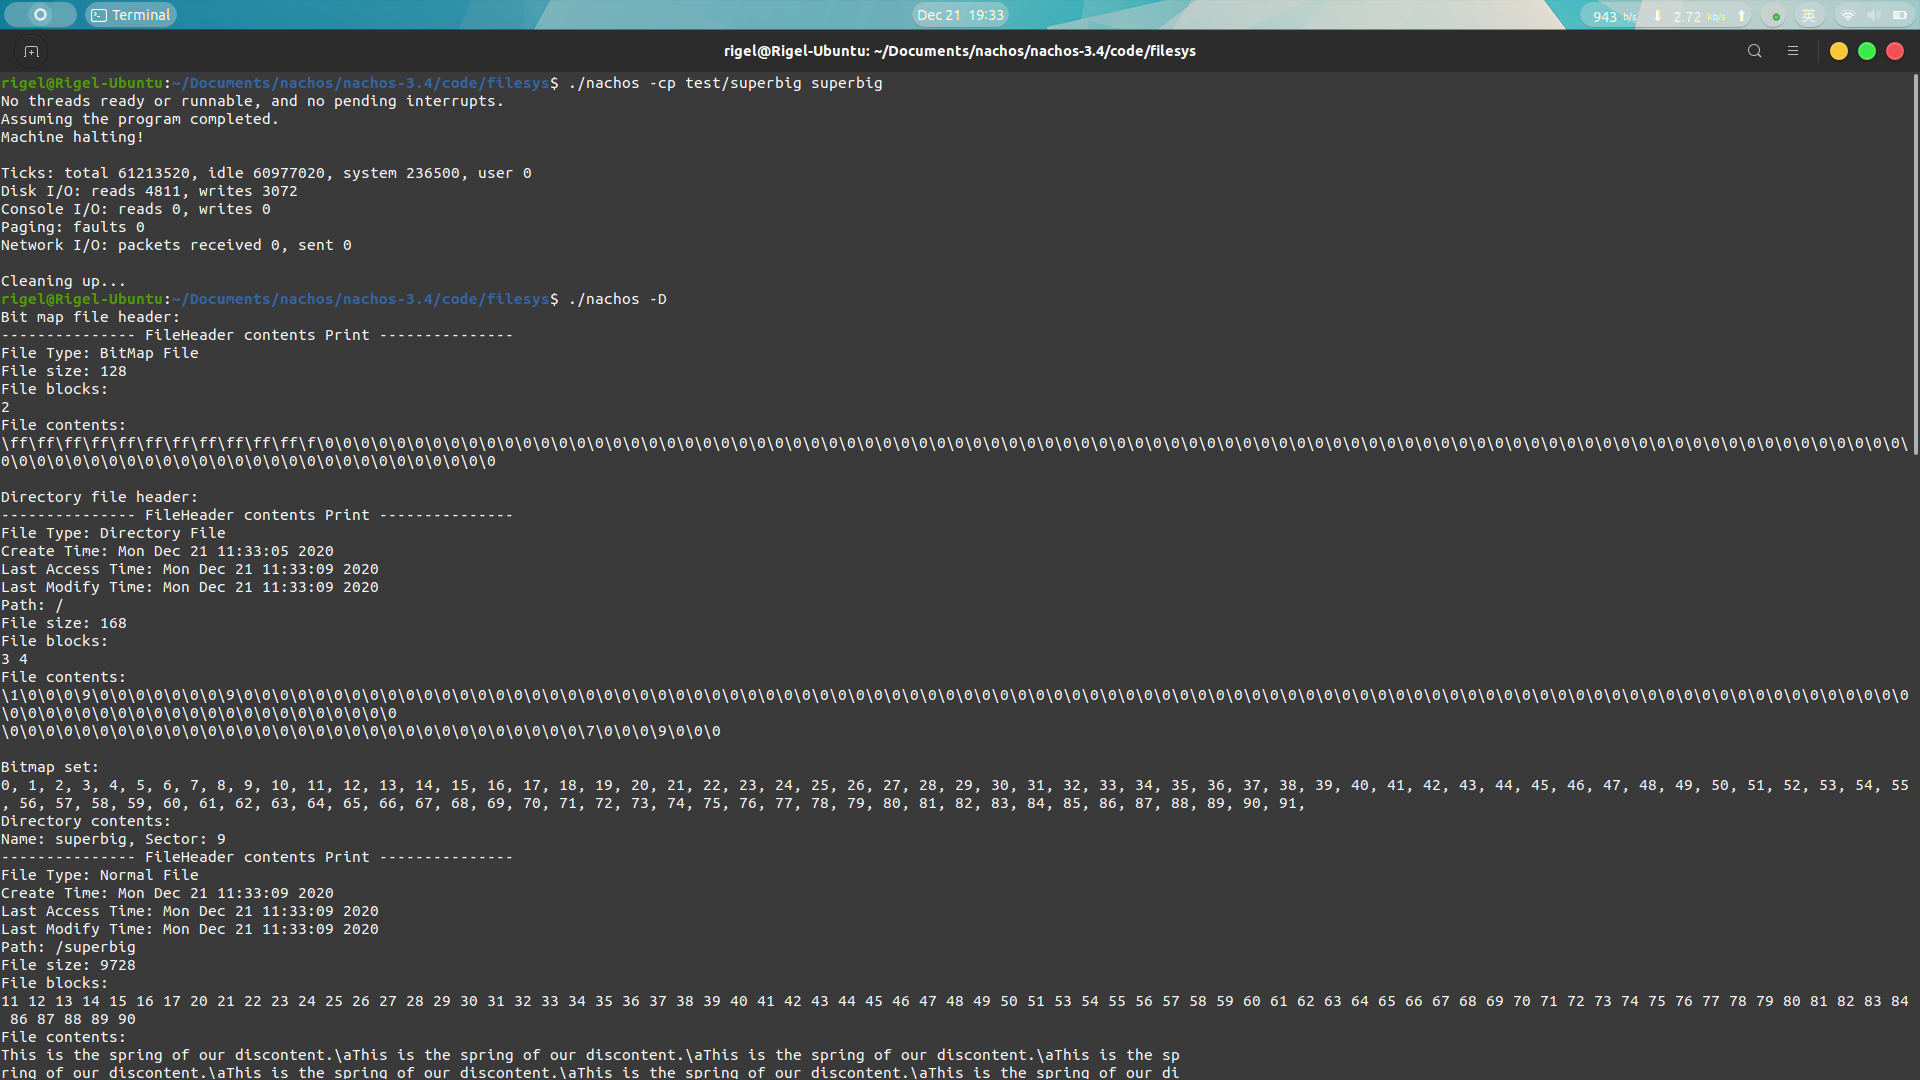 Terminal
Dec 21 19:33
943 b/s ⬇ 2.72 kb/s ⬆ 英
rigel@Rigel-Ubuntu: ~/Documents/nachos/nachos-3.4/code/filesys
rigel@Rigel-Ubuntu:~/Documents/nachos/nachos-3.4/code/filesys$ ./nachos -cp test/superbig superbig
No threads ready or runnable, and no pending interrupts.
Assuming the program completed.
Machine halting!
Ticks: total 61213520, idle 60977020, system 236500, user 0
Disk I/O: reads 4811, writes 3072
Console I/O: reads 0, writes 0
Paging: faults 0
Network I/O: packets received 0, sent 0
Cleaning up...
rigel@Rigel-Ubuntu:~/Documents/nachos/nachos-3.4/code/filesys$ ./nachos -D
Bit map file header:
--------------- FileHeader contents Print ---------------
File Type: BitMap File
File size: 128
File blocks:
2
File contents:
\ff\ff\ff\ff\ff\ff\ff\ff\ff\ff\ff\f\0\0\0\0\0\0\0\0\0\0\0\0\0\0\0\0\0\0\0\0\0\0\0\0\0\0\0\0\0\0\0\0\0\0\0\0\0\0\0\0\0\0\0\0\0\0\0\0\0\0\0\0\0\0\0\0\0\0\0\0\0\0\0\0\0\0\0\0\0\0\0\0\0\0\0\0\0\0\0\0\0\0\0\0\
0\0\0\0\0\0\0\0\0\0\0\0\0\0\0\0\0\0\0\0\0\0\0\0\0\0\0\0
Directory file header:
--------------- FileHeader contents Print ---------------
File Type: Directory File
Create Time: Mon Dec 21 11:33:05 2020
Last Access Time: Mon Dec 21 11:33:09 2020
Last Modify Time: Mon Dec 21 11:33:09 2020
Path: /
File size: 168
File blocks:
3 4
File contents:
\1\0\0\0\9\0\0\0\0\0\0\0\9\0\0\0\0\0\0\0\0\0\0\0\0\0\0\0\0\0\0\0\0\0\0\0\0\0\0\0\0\0\0\0\0\0\0\0\0\0\0\0\0\0\0\0\0\0\0\0\0\0\0\0\0\0\0\0\0\0\0\0\0\0\0\0\0\0\0\0\0\0\0\0\0\0\0\0\0\0\0\0\0\0\0\0\0\0\0\0\0\0\0\0\0\0
\0\0\0\0\0\0\0\0\0\0\0\0\0\0\0\0\0\0\0\0\0\0
\0\0\0\0\0\0\0\0\0\0\0\0\0\0\0\0\0\0\0\0\0\0\0\0\0\0\0\0\0\0\0\0\7\0\0\0\9\0\0\0
Bitmap set:
0, 1, 2, 3, 4, 5, 6, 7, 8, 9, 10, 11, 12, 13, 14, 15, 16, 17, 18, 19, 20, 21, 22, 23, 24, 25, 26, 27, 28, 29, 30, 31, 32, 33, 34, 35, 36, 37, 38, 39, 40, 41, 42, 43, 44, 45, 46, 47, 48, 49, 50, 51, 52, 53, 54, 55
, 56, 57, 58, 59, 60, 61, 62, 63, 64, 65, 66, 67, 68, 69, 70, 71, 72, 73, 74, 75, 76, 77, 78, 79, 80, 81, 82, 83, 84, 85, 86, 87, 88, 89, 90, 91,
Directory contents:
Name: superbig, Sector: 9
--------------- FileHeader contents Print ---------------
File Type: Normal File
Create Time: Mon Dec 21 11:33:09 2020
Last Access Time: Mon Dec 21 11:33:09 2020
Last Modify Time: Mon Dec 21 11:33:09 2020
Path: /superbig
File size: 9728
File blocks:
11 12 13 14 15 16 17 20 21 22 23 24 25 26 27 28 29 30 31 32 33 34 35 36 37 38 39 40 41 42 43 44 45 46 47 48 49 50 51 53 54 55 56 57 58 59 60 61 62 63 64 65 66 67 68 69 70 71 72 73 74 75 76 77 78 79 80 81 82 83 84
86 87 88 89 90
File contents:
This is the spring of our discontent.\aThis is the spring of our discontent.\aThis is the spring of our discontent.\aThis is the sp
ring of our discontent.\aThis is the spring of our discontent.\aThis is the spring of our discontent.\aThis is the spring of our di